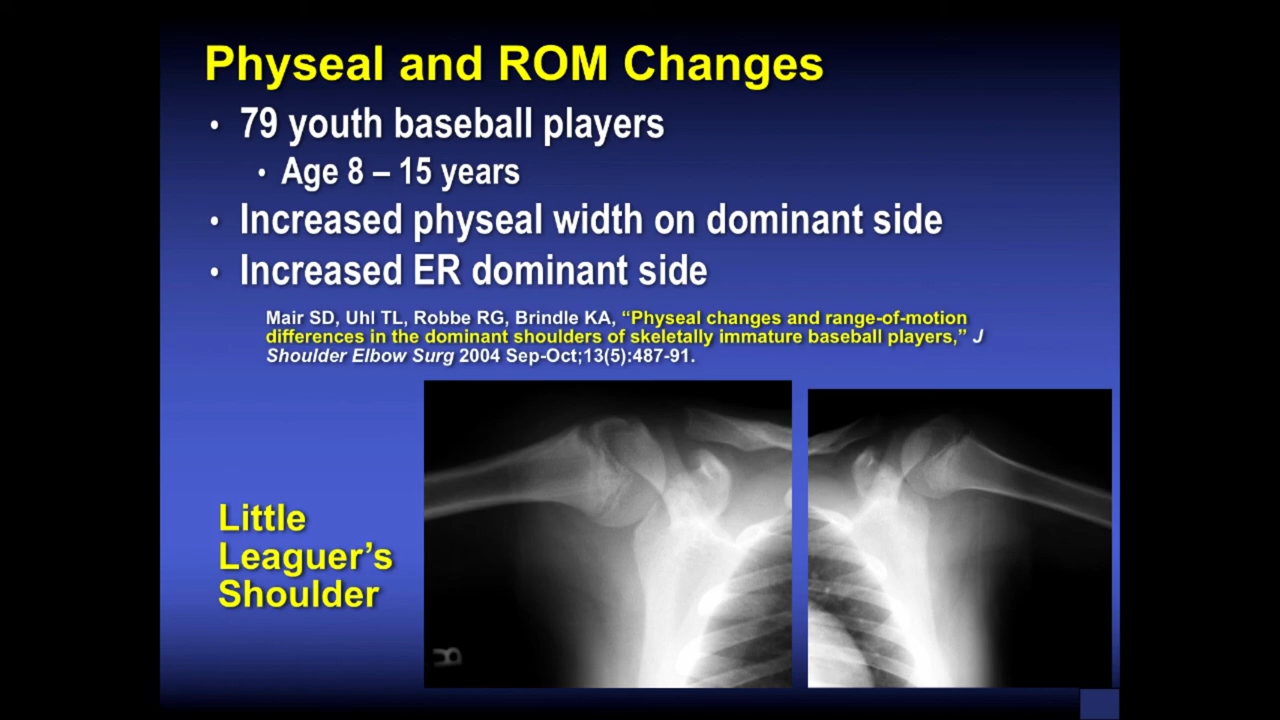 Physeal and ROM Changes
• 79 youth baseball players
• Age 8 – 15 years
• Increased physeal width on dominant side
• Increased ER dominant side
Mair SD, Uhl TL, Robbe RG, Brindle KA, “Physeal changes and range-of-motion
differences in the dominant shoulders of skeletally immature baseball players,” J
Shoulder Elbow Surg 2004 Sep-Oct;13(5):487-91.
Little
Leaguer’s
Shoulder
R